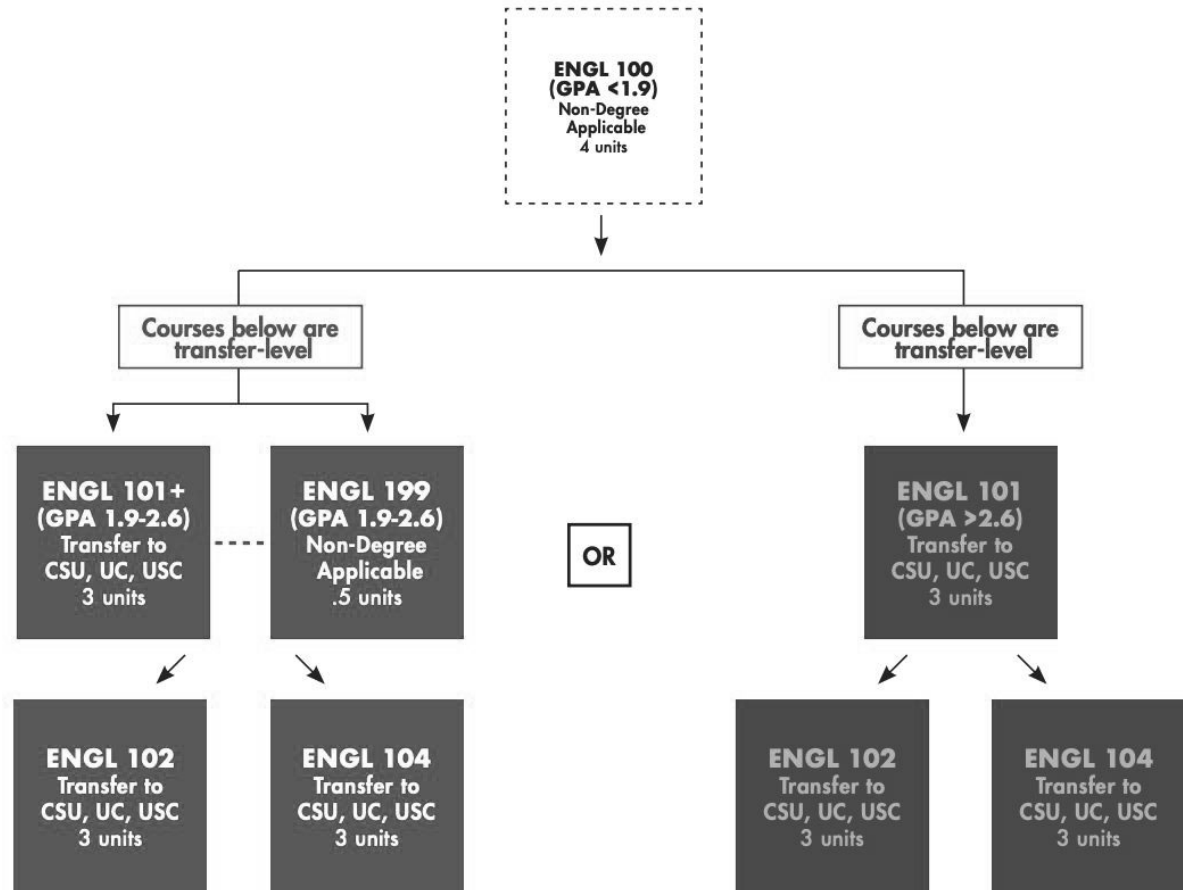 ENGL 100
(GPA <1.9)
Non-Degree
Applicable
4 units
Courses below are
transfer-level
Courses below are
transfer-level
ENGL 101+
(GPA 1.9-2.6)
Transfer to
CSU, UC, USC
3 units
ENGL 199
(GPA 1.9-2.6)
Non-Degree
Applicable
.5 units
OR
ENGL 101
(GPA >2.6)
Transfer to
CSU, UC, USC
3 units
ENGL 102
Transfer to
CSU, UC, USC
3 units
ENGL 104
Transfer to
CSU, UC, USC
3 units
ENGL 102
Transfer to
CSU, UC, USC
3 units
ENGL 104
Transfer to
CSU, UC, USC
3 units